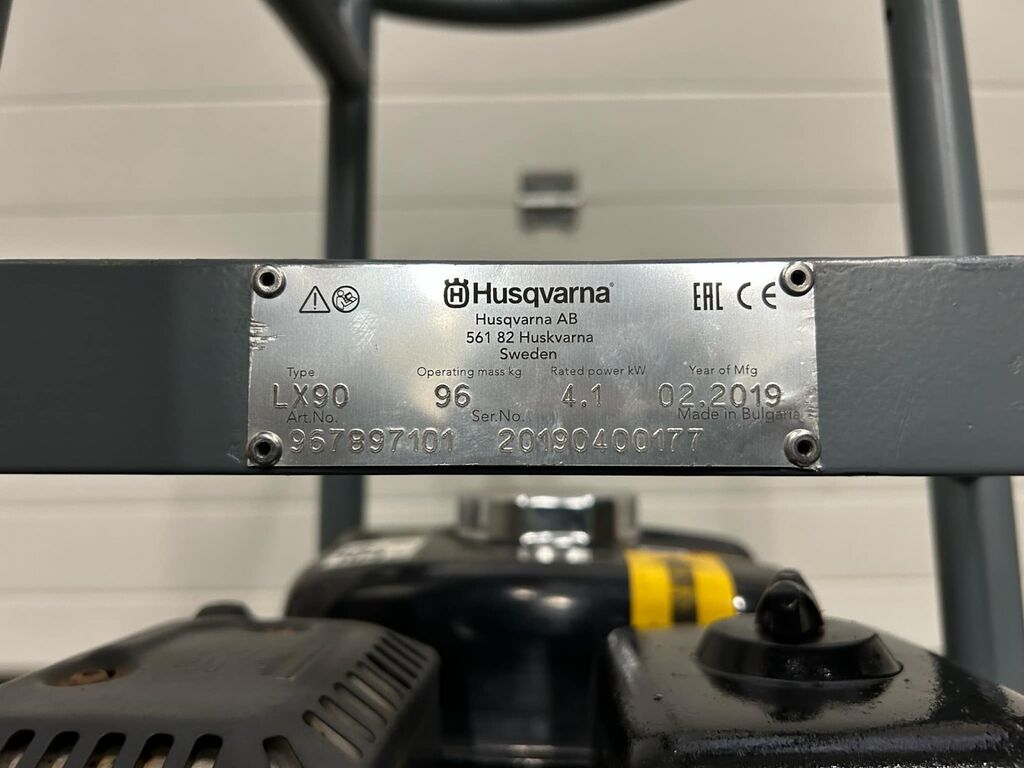 Husqvarna EAC CE
Husqvarna AB
561 82 Huskvarna
Sweden
Type Operating mass kg Rated power kW Year of Mfg
LX90 96 4.1 02.2019
Art.No. Ser.No. Made in Bulgaria
967897101 20190400177